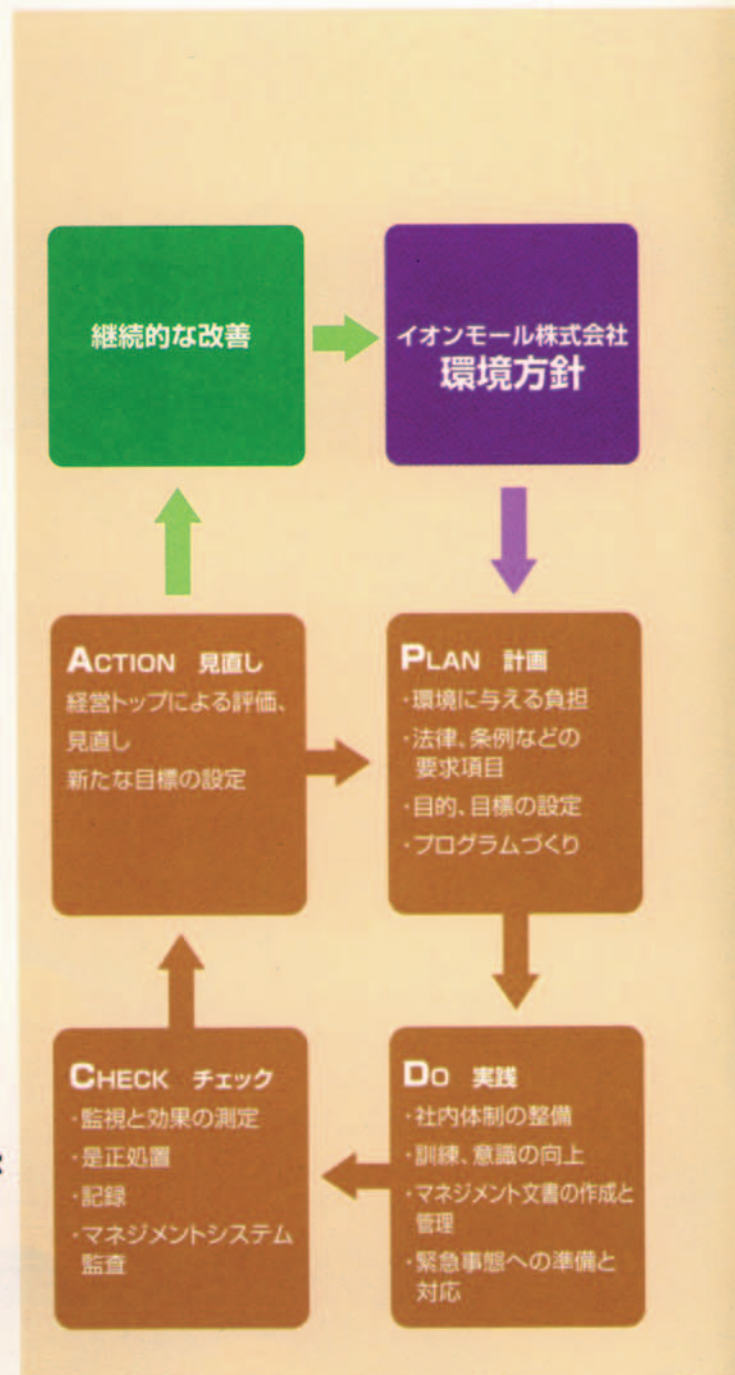 継続的な改善
イオンモール株式会社
環境方針
ACTION 見直し
経営トップによる評価、
見直し
新たな目標の設定
PLAN 計画
・環境に与える負担
・法律、条例などの
要求項目
・目的、目標の設定
・プログラムづくり
CHECK チェック
・監視と効果の測定
・是正処置
・記録
・マネジメントシステム
監査
DO 実践
・社内体制の整備
・訓練、意識の向上
・マネジメント文書の作成と
管理
・緊急事態への準備と
対応